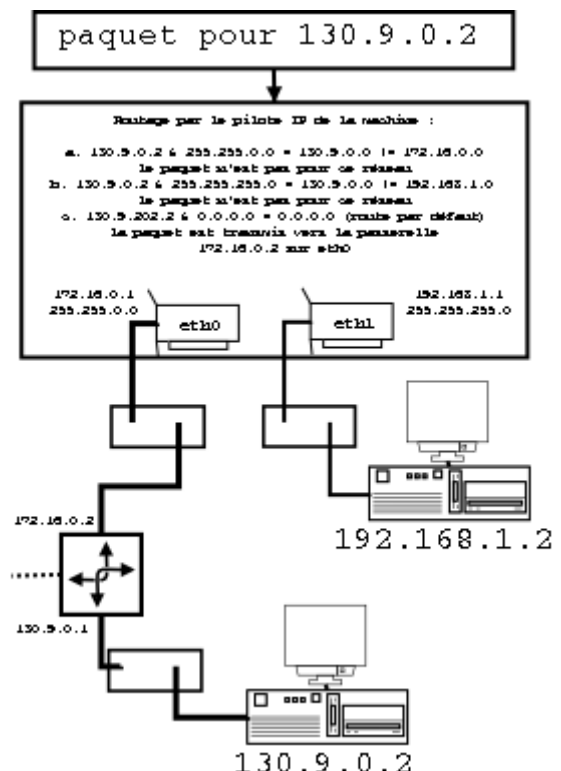 paquet pour 130.9.0.2
Routage par le pilote IP de la machine :
a. 130.9.0.2 & 255.255.0.0 = 130.9.0.0 != 172.16.0.0
le paquet n'est pas pour ce réseau
b. 130.9.0.2 & 255.255.255.0 = 130.9.0.0 != 192.168.1.0
le paquet n'est pas pour ce réseau
c. 130.9.202.2 & 0.0.0.0 = 0.0.0.0 (route par défaut)
le paquet est transmis vers la passerelle
172.16.0.2 sur eth0
172.16.0.1
255.255.0.0
eth0
eth1
192.168.1.1
255.255.255.0
172.16.0.2
192.168.1.2
130.9.0.1
130.9.0.2